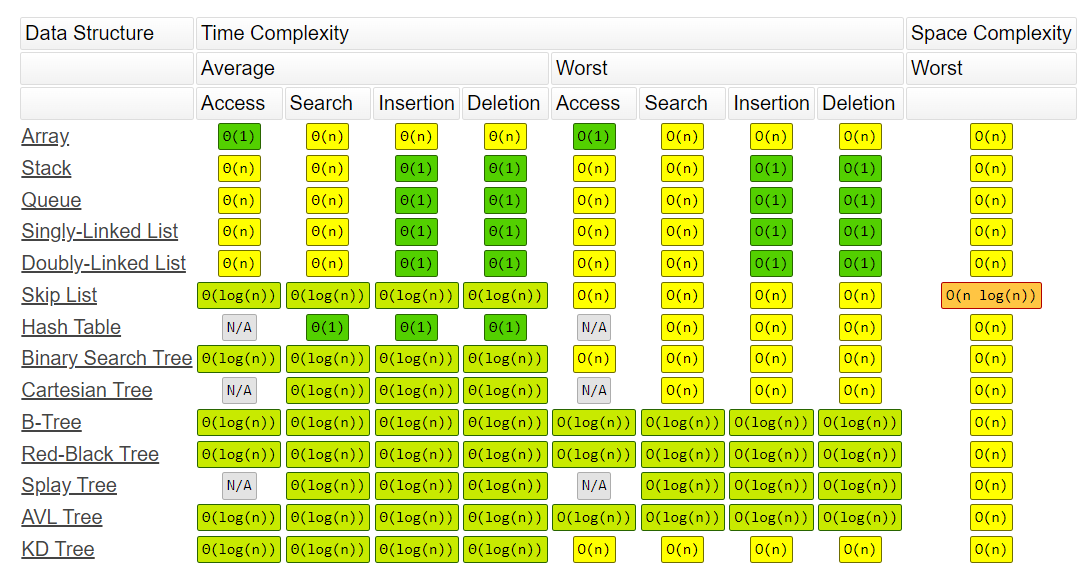 Data Structure Time Complexity Space Complexity
Average Worst Worst
Access Search Insertion Deletion Access Search Insertion Deletion
Array Θ(1) Θ(n) Θ(n) Θ(n) O(1) O(n) O(n) O(n) O(n)
Stack Θ(n) Θ(n) Θ(1) Θ(1) O(n) O(n) O(1) O(1) O(n)
Queue Θ(n) Θ(n) Θ(1) Θ(1) O(n) O(n) O(1) O(1) O(n)
Singly-Linked List Θ(n) Θ(n) Θ(1) Θ(1) O(n) O(n) O(1) O(1) O(n)
Doubly-Linked List Θ(n) Θ(n) Θ(1) Θ(1) O(n) O(n) O(1) O(1) O(n)
Skip List Θ(log(n)) Θ(log(n)) Θ(log(n)) Θ(log(n)) O(n) O(n) O(n) O(n) O(n log(n))
Hash Table N/A Θ(1) Θ(1) Θ(1) N/A O(n) O(n) O(n) O(n)
Binary Search Tree Θ(log(n)) Θ(log(n)) Θ(log(n)) Θ(log(n)) O(n) O(n) O(n) O(n) O(n)
Cartesian Tree N/A Θ(log(n)) Θ(log(n)) Θ(log(n)) N/A O(n) O(n) O(n) O(n)
B-Tree Θ(log(n)) Θ(log(n)) Θ(log(n)) Θ(log(n)) O(log(n)) O(log(n)) O(log(n)) O(log(n)) O(n)
Red-Black Tree Θ(log(n)) Θ(log(n)) Θ(log(n)) Θ(log(n)) O(log(n)) O(log(n)) O(log(n)) O(log(n)) O(n)
Splay Tree N/A Θ(log(n)) Θ(log(n)) Θ(log(n)) N/A O(log(n)) O(log(n)) O(log(n)) O(n)
AVL Tree Θ(log(n)) Θ(log(n)) Θ(log(n)) Θ(log(n)) O(log(n)) O(log(n)) O(log(n)) O(log(n)) O(n)
KD Tree Θ(log(n)) Θ(log(n)) Θ(log(n)) Θ(log(n)) O(n) O(n) O(n) O(n) O(n)